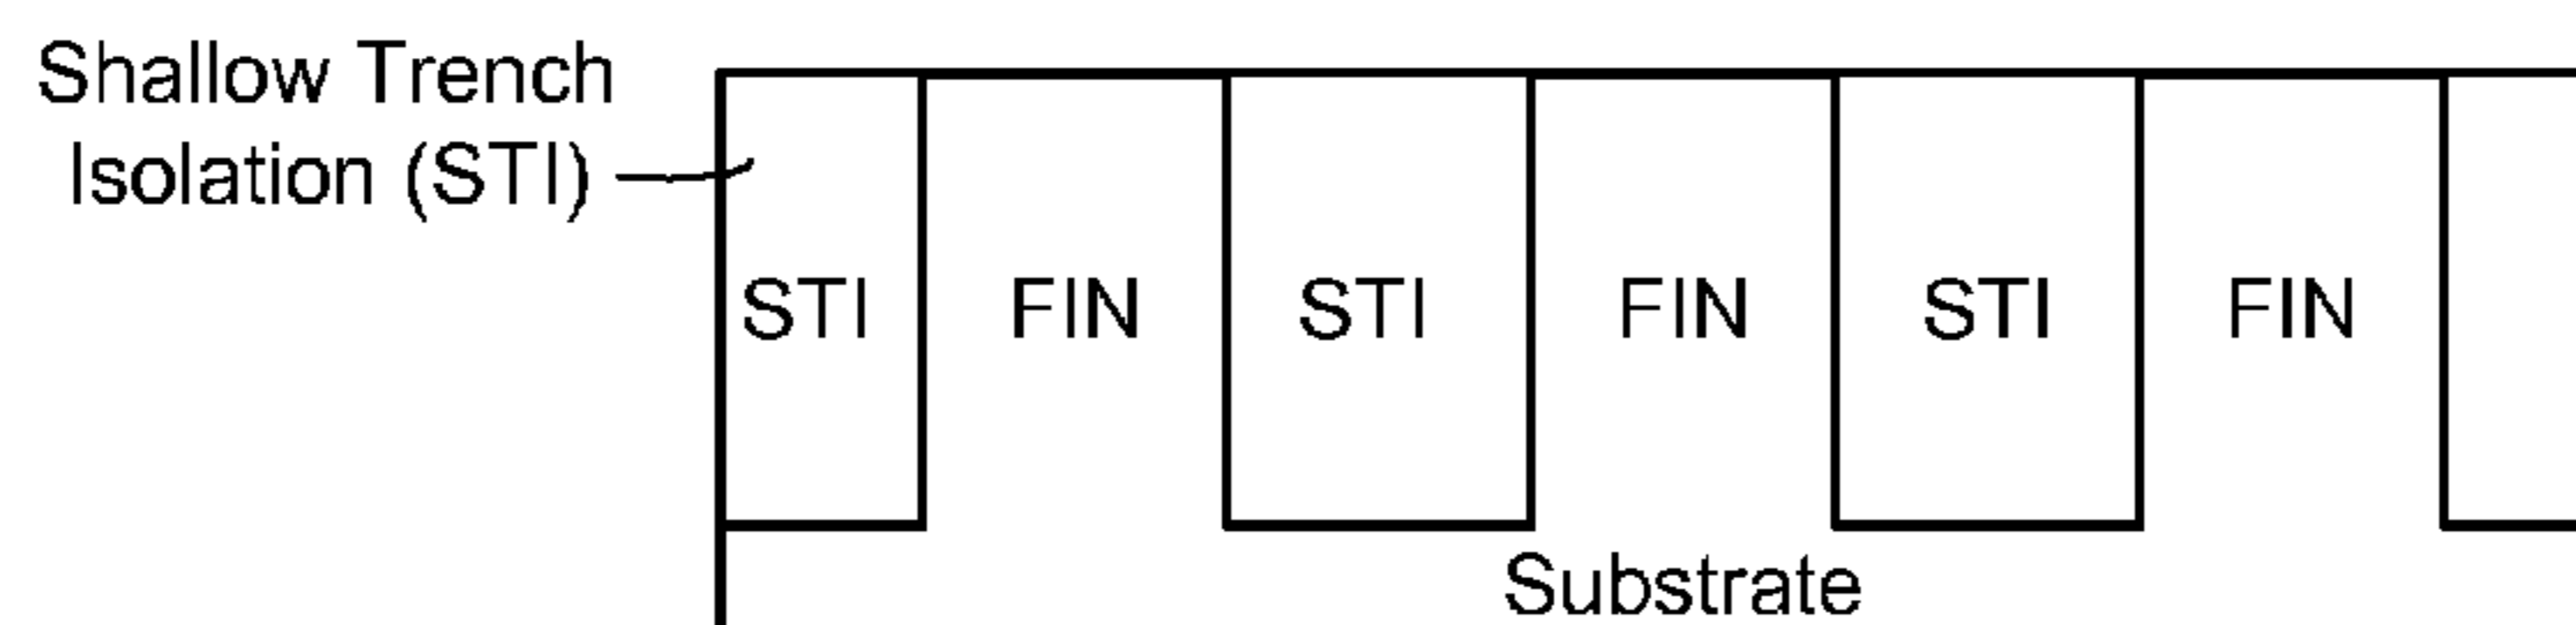 Shallow Trench
Isolation (STI)
STI FIN STI FIN STI FIN
Substrate